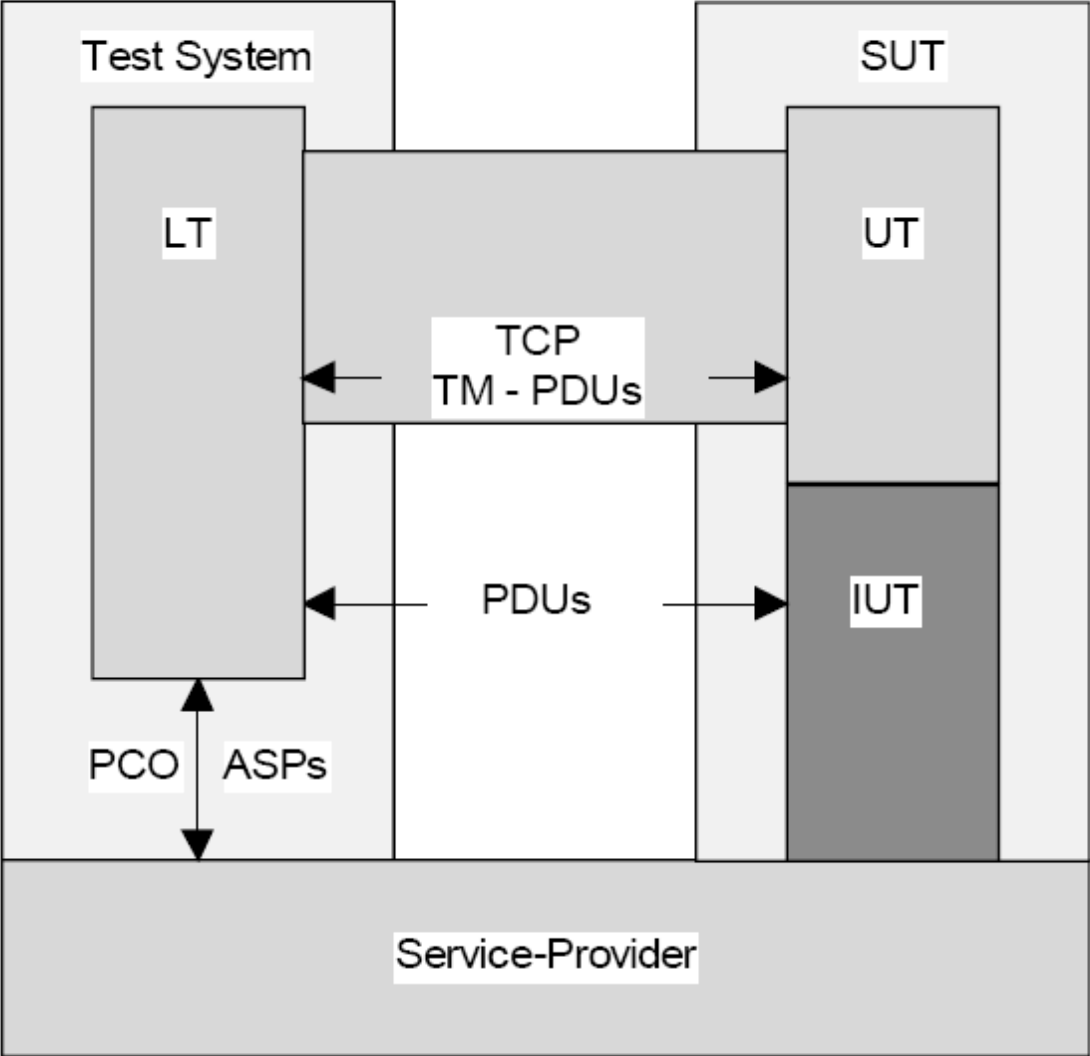 Test System
SUT
LT
UT
TCP
TM - PDUs
PDUs
IUT
PCO
ASPs
Service-Provider